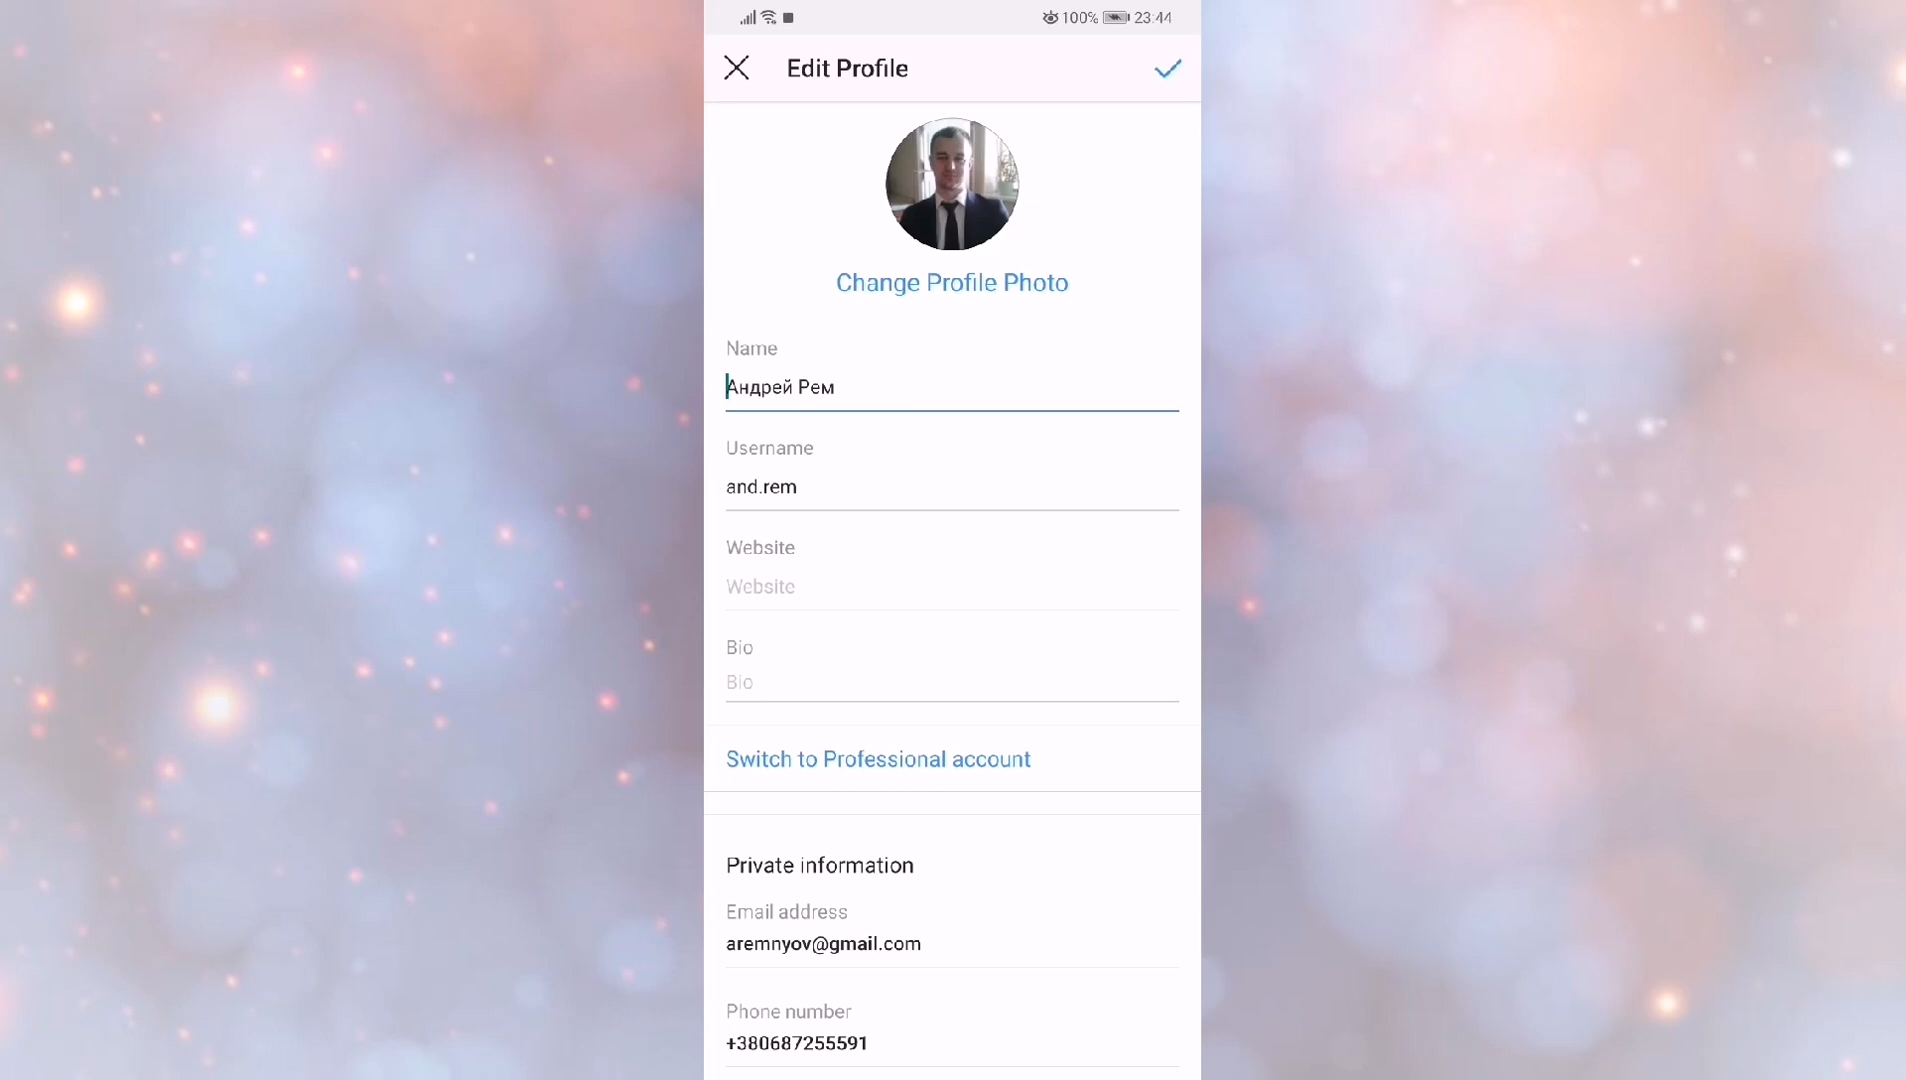 100% 23:44
Edit Profile
Change Profile Photo
Name
Андрей Рем
Username
and.rem
Website
Website
Bio
Bio
Switch to Professional account
Private information
Email address
aremnyov@gmail.com
Phone number
+380687255591